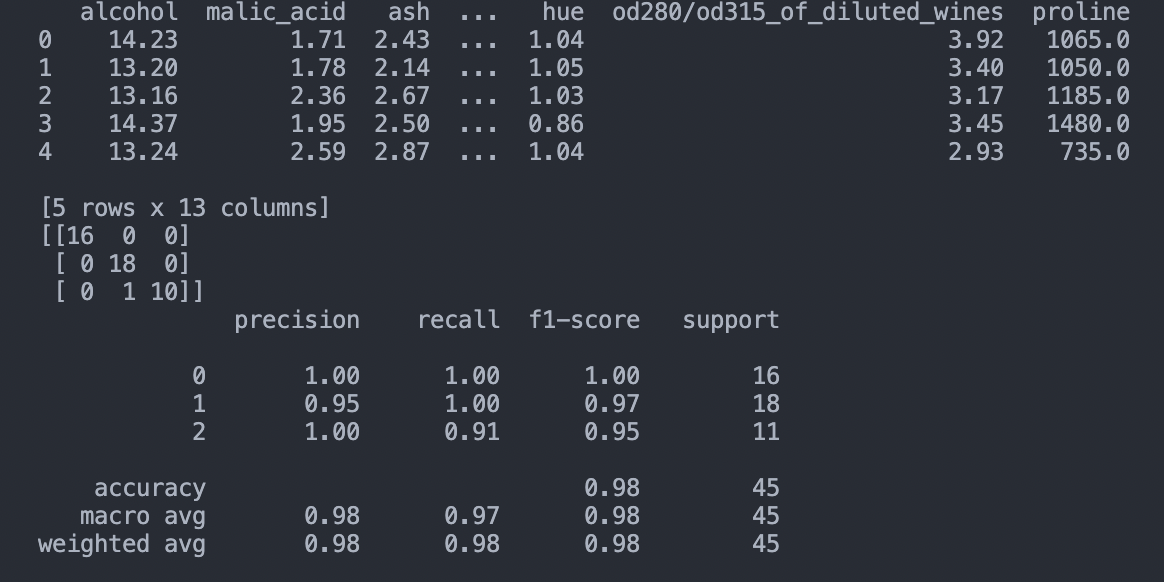 alcohol  malic_acid   ash  ...   hue  od280/od315_of_diluted_wines  proline
0    14.23        1.71  2.43  ...  1.04                          3.92   1065.0
1    13.20        1.78  2.14  ...  1.05                          3.40   1050.0
2    13.16        2.36  2.67  ...  1.03                          3.17   1185.0
3    14.37        1.95  2.50  ...  0.86                          3.45   1480.0
4    13.24        2.59  2.87  ...  1.04                          2.93    735.0

[5 rows x 13 columns]
[[16  0  0]
 [ 0 18  0]
 [ 0  1 10]]
              precision    recall  f1-score   support

           0       1.00      1.00      1.00        16
           1       0.95      1.00      0.97        18
           2       1.00      0.91      0.95        11

    accuracy                           0.98        45
   macro avg       0.98      0.97      0.98        45
weighted avg       0.98      0.98      0.98        45